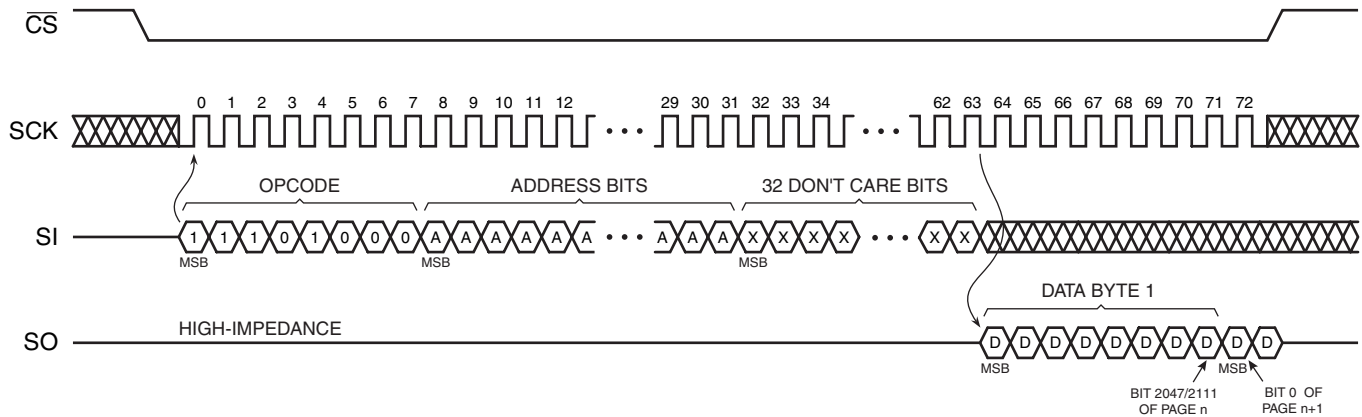 CS
SCK
0 1 2 3 4 5 6 7 8 9 10 11 12 29 30 31 32 33 34 62 63 64 65 66 67 68 69 70 71 72
OPCODE ADDRESS BITS 32 DON'T CARE BITS
SI
1 1 1 0 1 0 0 0 A A A A A A A A A X X X X X X
MSB MSB MSB
DATA BYTE 1
SO
HIGH-IMPEDANCE
D D D D D D D D D D
MSB MSB
BIT 2047/2111
OF PAGE n
BIT 0 OF
PAGE n+1